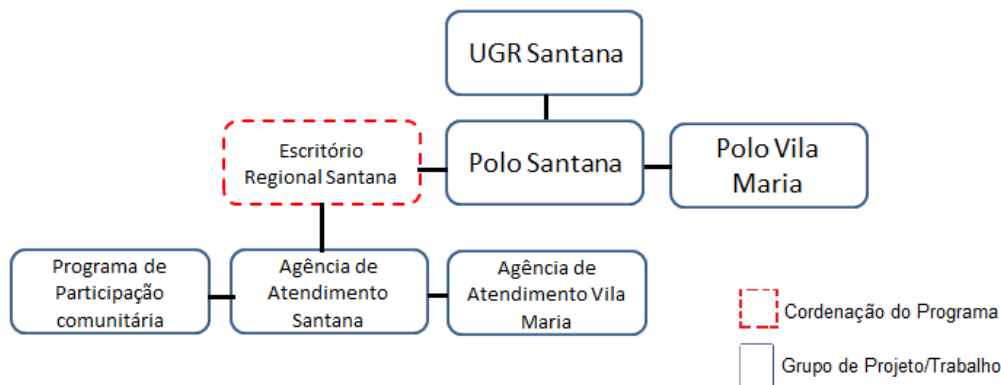 UGR Santana
Escritório
Regional Santana
Polo Santana
Polo Vila
Maria
Programa de
Participação
comunitária
Agência de
Atendimento
Santana
Agência de
Atendimento Vila
Maria
Cordenação do Programa
Grupo de Projeto/Trabalho